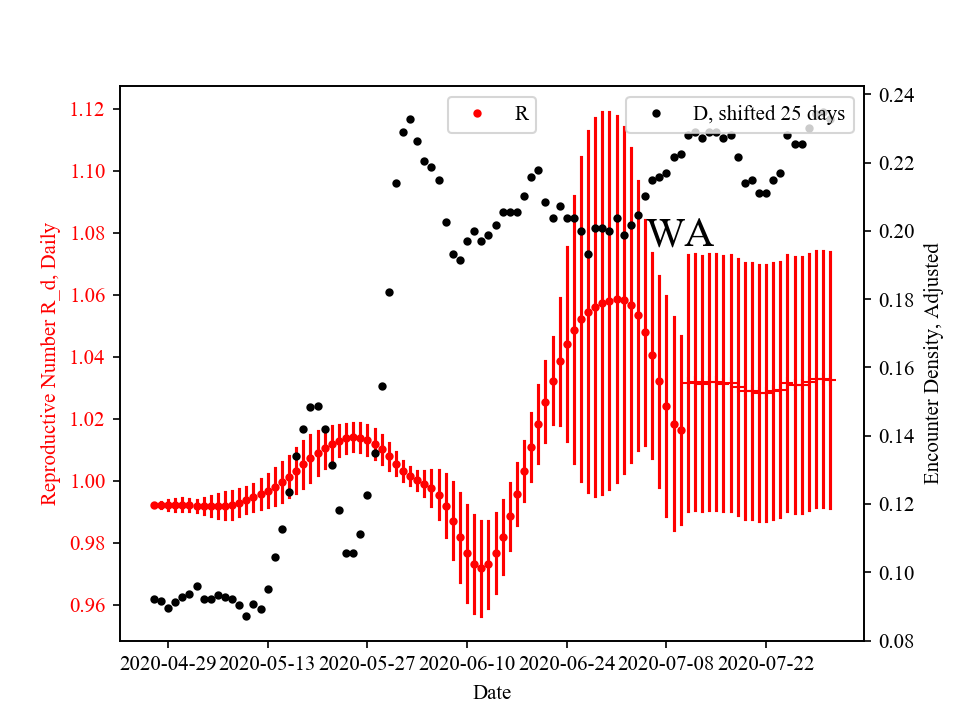 R
D, shifted 25 days
WA
Reproductive Number R_d, Daily
1.12
1.10
1.08
1.06
1.04
1.02
1.00
0.98
0.96
Encounter Density, Adjusted
0.24
0.22
0.20
0.18
0.16
0.14
0.12
0.10
0.08
2020-04-29 2020-05-13 2020-05-27 2020-06-10 2020-06-24 2020-07-08 2020-07-22
Date